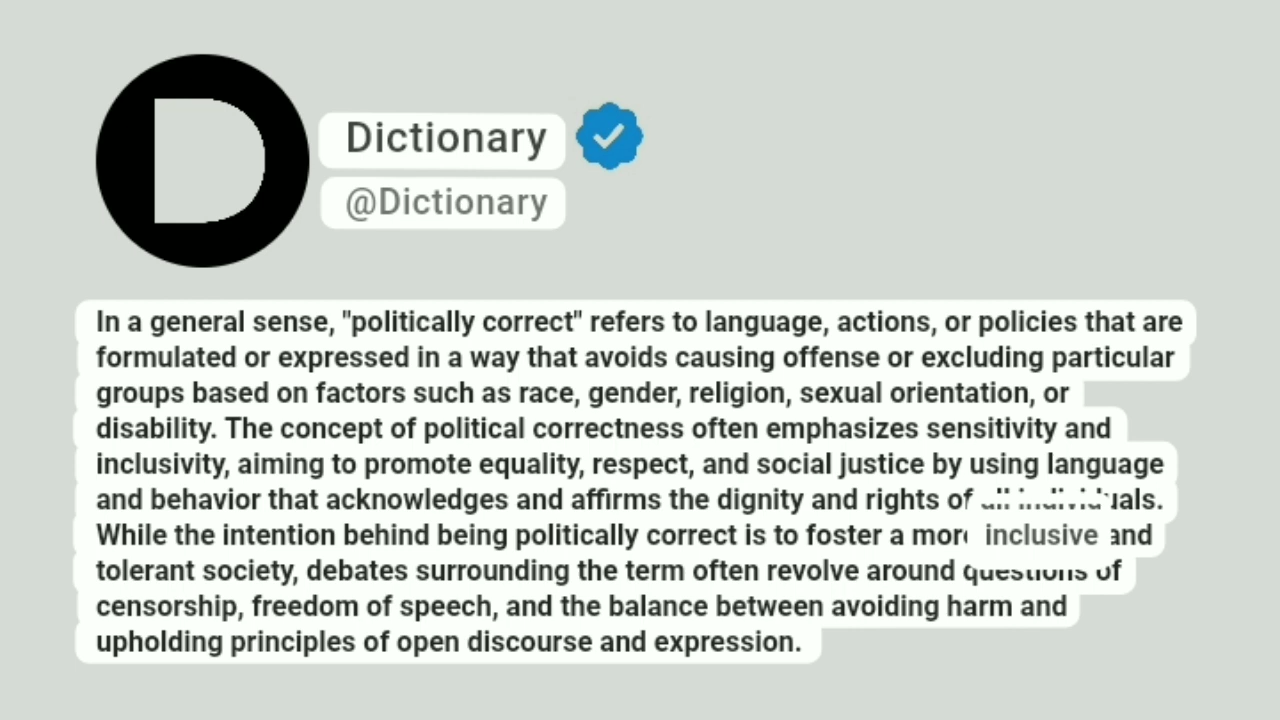 D
Dictionary
@Dictionary
In a general sense, "politically correct" refers to language, actions, or policies that are
formulated or expressed in a way that avoids causing offense or excluding particular
groups based on factors such as race, gender, religion, sexual orientation, or
disability. The concept of political correctness often emphasizes sensitivity and
inclusivity, aiming to promote equality, respect, and social justice by using language
and behavior that acknowledges and affirms the dignity and rights of all individuals.
While the intention behind being politically correct is to foster a more inclusive and
tolerant society, debates surrounding the term often revolve around questions of
censorship, freedom of speech, and the balance between avoiding harm and
upholding principles of open discourse and expression.